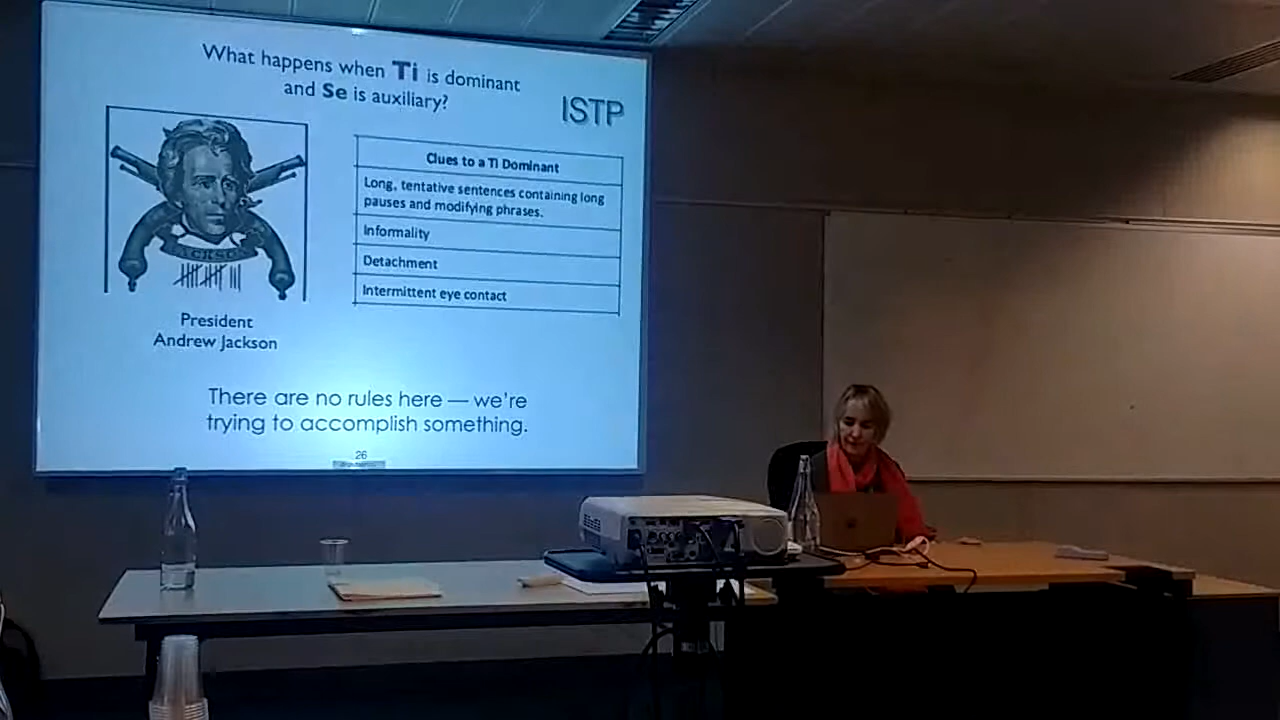 What happens when Ti is dominant
and Se is auxiliary?
ISTP
JACKSON
President
Andrew Jackson
Clues to a Ti Dominant
Long, tentative sentences containing long
pauses and modifying phrases.
Informality
Detachment
Intermittent eye contact
There are no rules here — we're
trying to accomplish something.
26